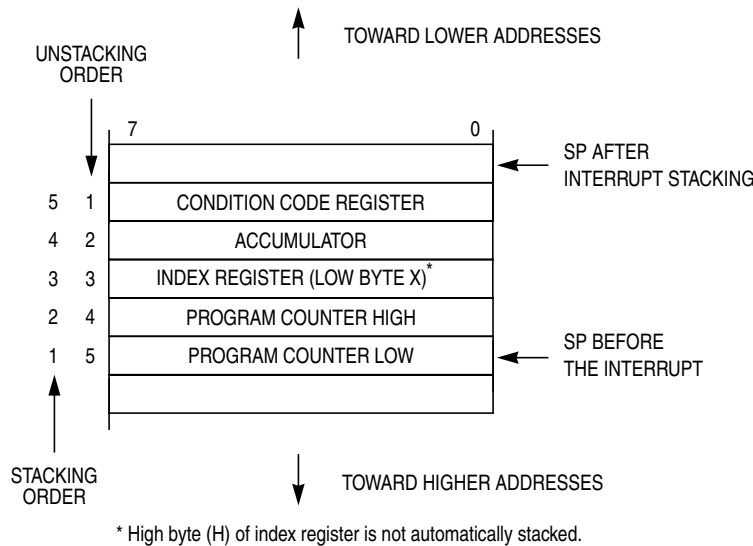 TOWARD LOWER ADDRESSES
UNSTACKING
ORDER
7 0
SP AFTER
INTERRUPT STACKING
5 1 CONDITION CODE REGISTER
4 2 ACCUMULATOR
3 3 INDEX REGISTER (LOW BYTE X)*
2 4 PROGRAM COUNTER HIGH
1 5 PROGRAM COUNTER LOW
SP BEFORE
THE INTERRUPT
STACKING
ORDER
TOWARD HIGHER ADDRESSES
* High byte (H) of index register is not automatically stacked.